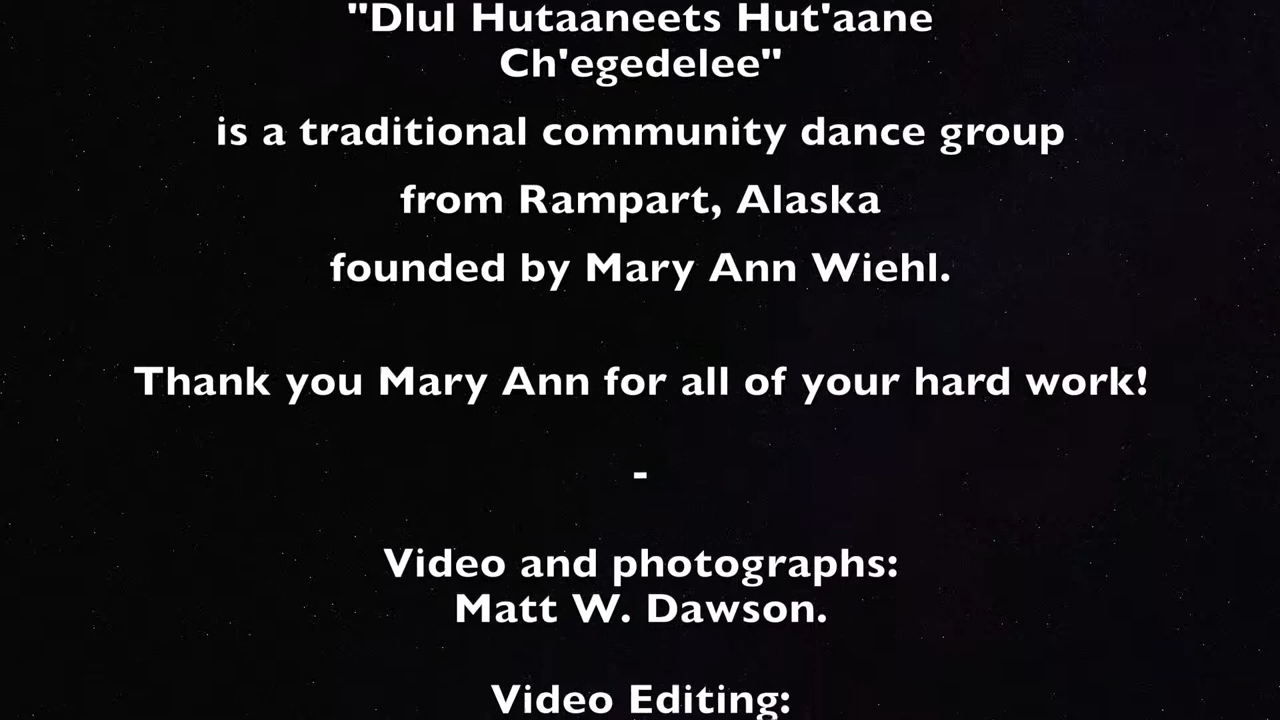 "Dlul Hutaaneets Hut'aane
Ch'egedelee"
is a traditional community dance group
from Rampart, Alaska
founded by Mary Ann Wiehl.
Thank you Mary Ann for all of your hard work!
-
Video and photographs:
Matt W. Dawson.
Video Editing: